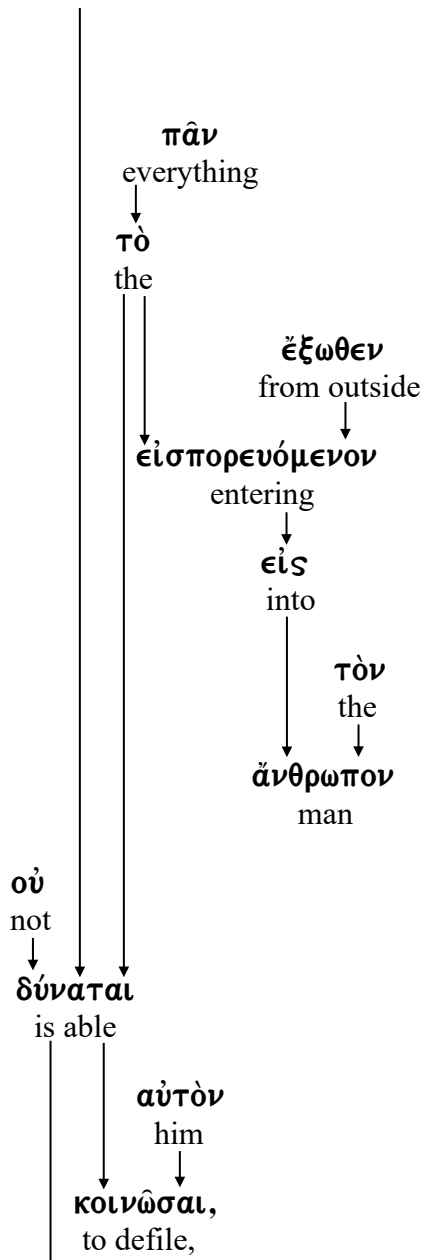 πᾶν
everything
τὸ
the
ἔξωθεν
from outside
εἰσπορευόμενον
entering
εἰς
into
τὸν
the
ἄνθρωπον
man
οὐ
not
δύναται
is able
αὐτὸν
him
κοινῶσαι,
to defile,